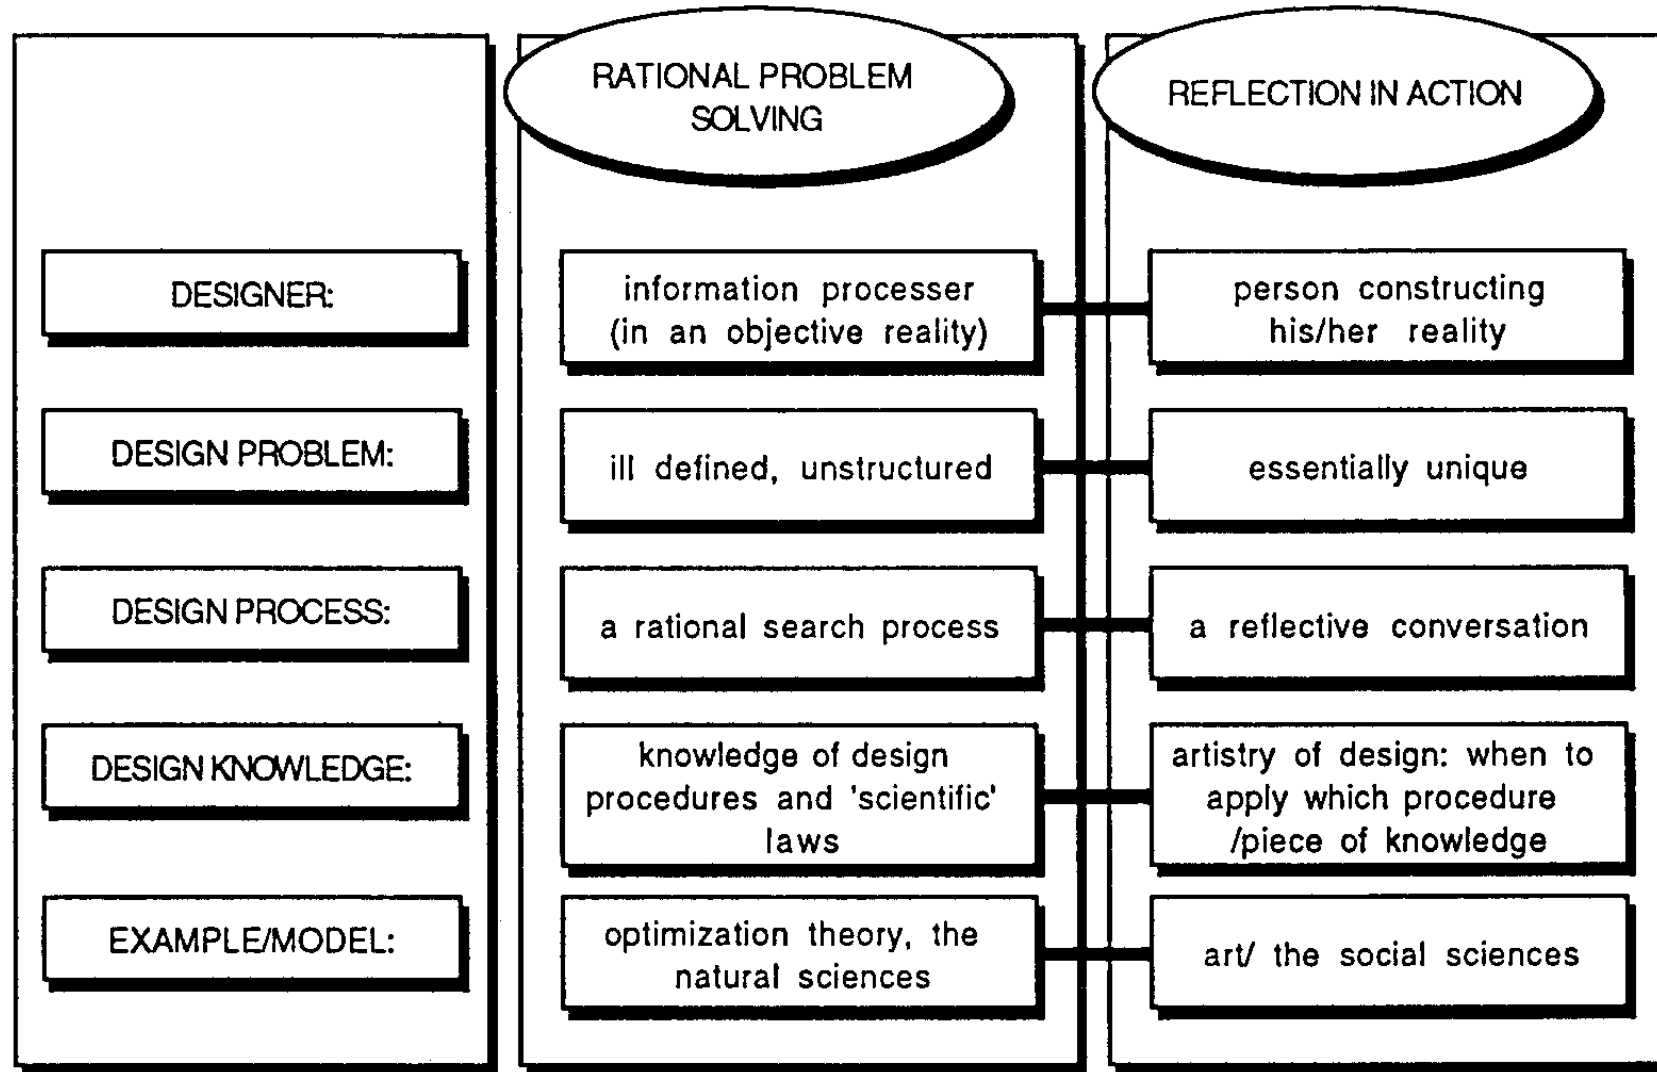 RATIONAL PROBLEM
SOLVING
REFLECTION IN ACTION
DESIGNER:
information processer
(in an objective reality)
person constructing
his/her reality
DESIGN PROBLEM:
ill defined, unstructured
essentially unique
DESIGN PROCESS:
a rational search process
a reflective conversation
DESIGN KNOWLEDGE:
knowledge of design
procedures and 'scientific'
laws
artistry of design: when to
apply which procedure
/piece of knowledge
EXAMPLE/MODEL:
optimization theory, the
natural sciences
art/ the social sciences